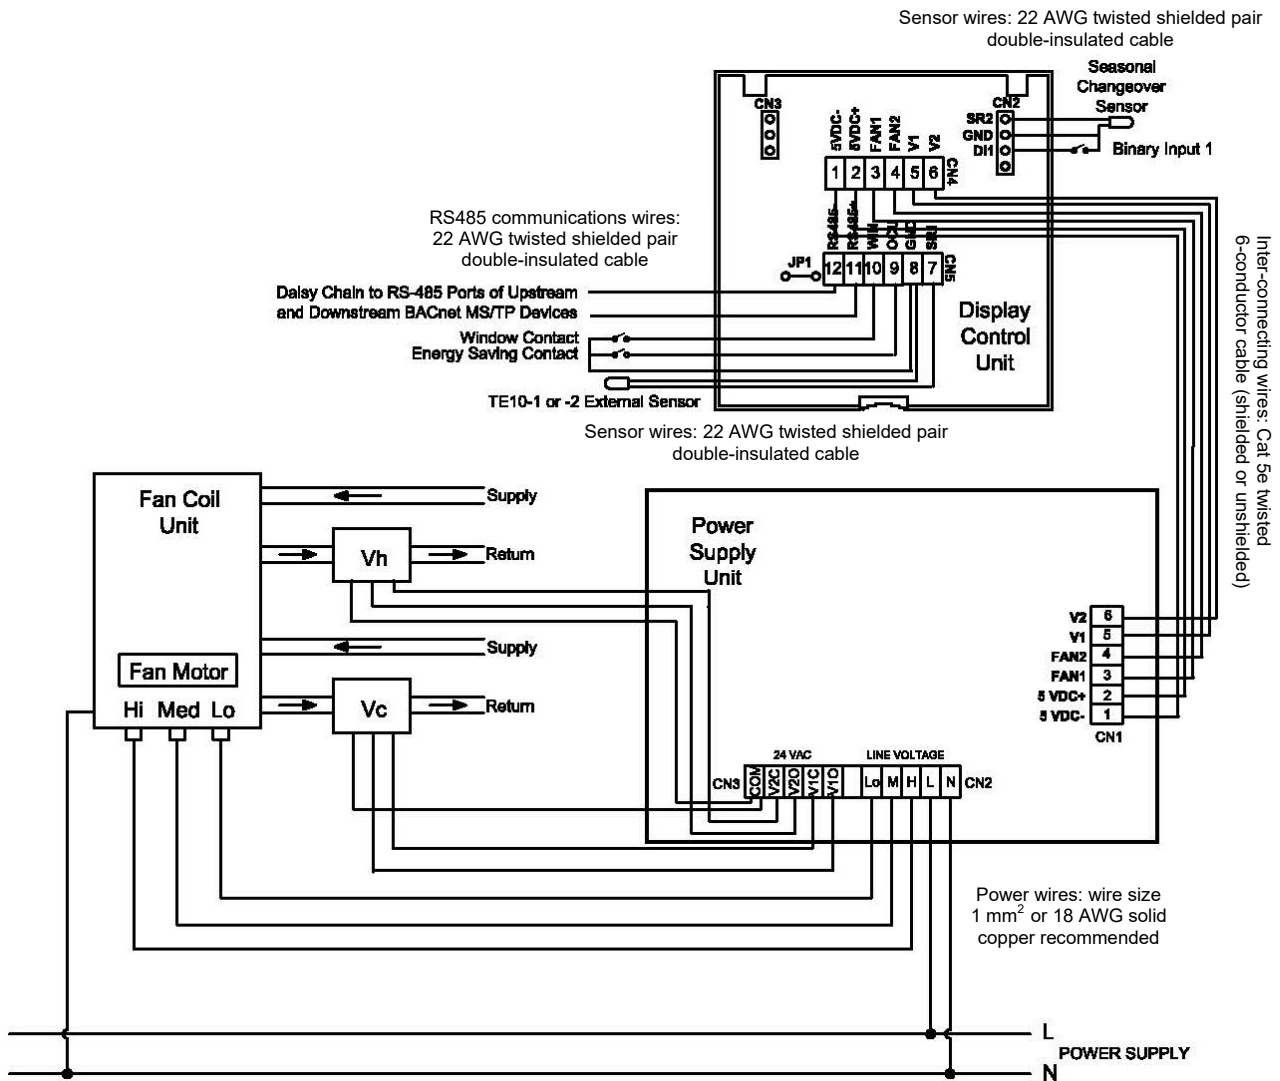 Sensor wires: 22 AWG twisted shielded pair
double-insulated cable
Seasonal
Changeover
Sensor
CN3
CN2
SR2
GND
DI1
Binary Input 1
5VDC-
5VDC+
FAN1
FAN2
V1
V2
1 2 3 4 5 6
CN4
RS485-
RS485+
WIN
OCU
GND
SR1
JP1
12 11 10 9 8 7
CN5
RS485 communications wires:
22 AWG twisted shielded pair
double-insulated cable
Daisy Chain to RS-485 Ports of Upstream
and Downstream BACnet MS/TP Devices
Window Contact
Energy Saving Contact
TE10-1 or -2 External Sensor
Display
Control
Unit
Sensor wires: 22 AWG twisted shielded pair
double-insulated cable
Inter-connecting wires: Cat 5e twisted
6-conductor cable (shielded or unshielded)
Fan Coil
Unit
Supply
Vh
Return
Supply
Fan Motor
Hi Med Lo
Vc
Return
Power
Supply
Unit
V2 6
V1 5
FAN2 4
FAN1 3
5 VDC+ 2
5 VDC- 1
CN1
24 VAC
LINE VOLTAGE
CN3
COM
V2C
V2O
V1C
V1O
Lo M H L N
CN2
Power wires: wire size
1 mm² or 18 AWG solid
copper recommended
L
POWER SUPPLY
N